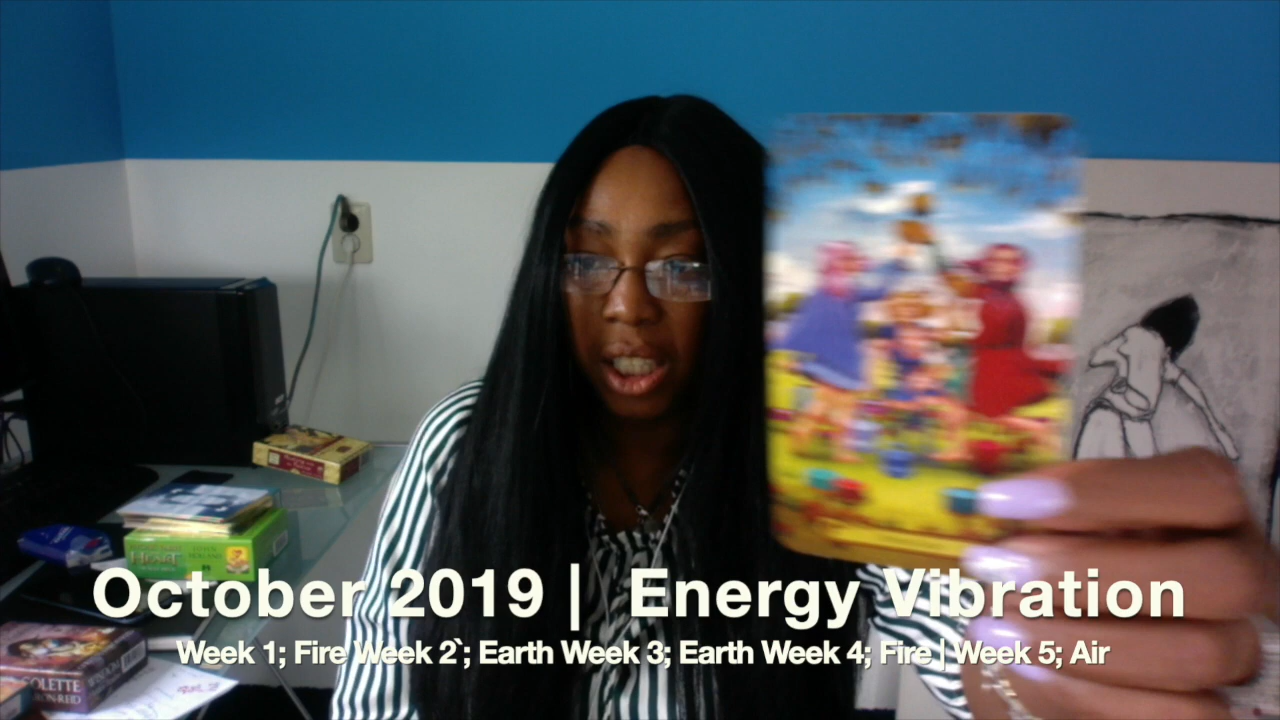 October 2019 | Energy Vibration
Week 1; Fire Week 2`; Earth Week 3; Earth Week 4; Fire | Week 5; Air
COLETTE